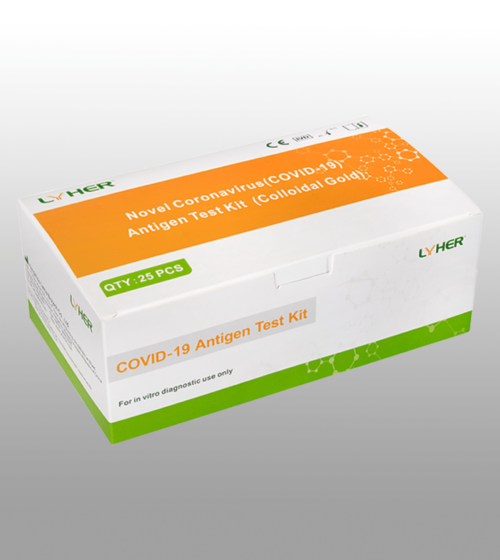 CE IVD
LYHER
Novel Coronavirus(COVID-19)
Antigen Test Kit (Colloidal Gold)
QTY : 25 PCS
LYHER
LYHER
COVID-19 Antigen Test Kit
For in vitro diagnostic use only